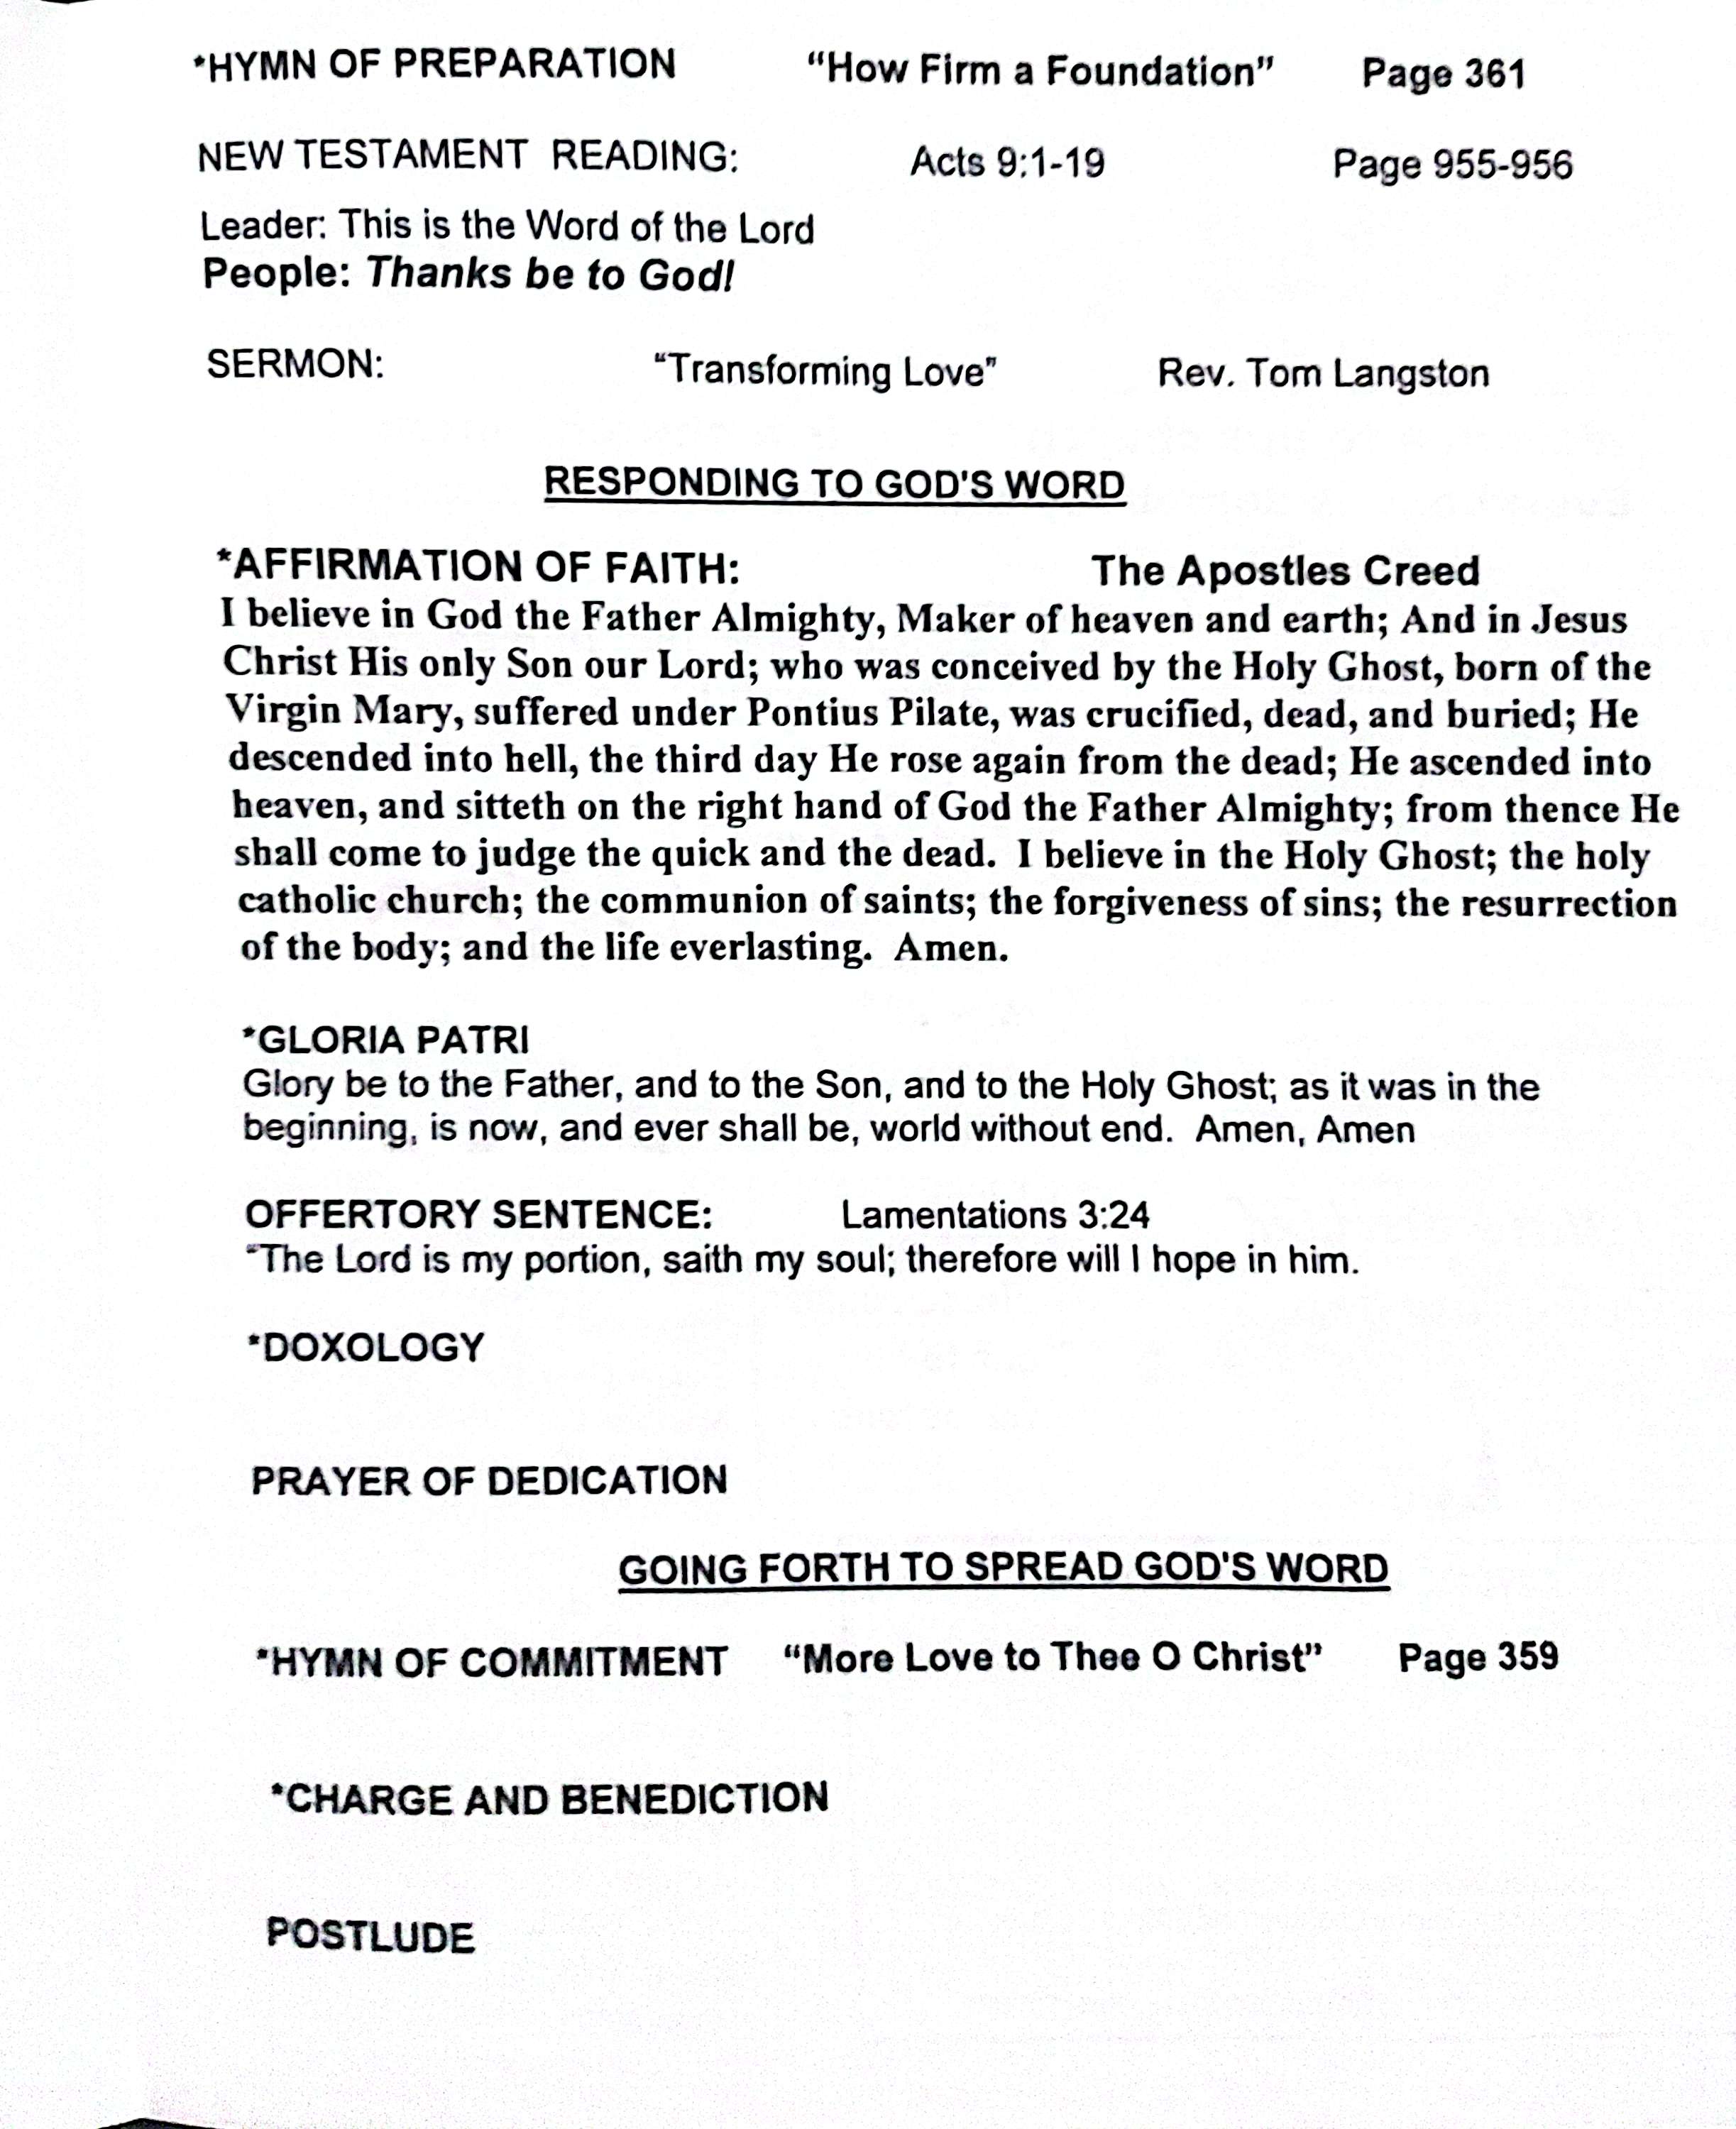 *HYMN OF PREPARATION “How Firm a Foundation” Page 361
NEW TESTAMENT READING: Acts 9:1-19 Page 955-956
Leader: This is the Word of the Lord
People: Thanks be to God!
SERMON: “Transforming Love” Rev. Tom Langston
RESPONDING TO GOD'S WORD
*AFFIRMATION OF FAITH: The Apostles Creed
I believe in God the Father Almighty, Maker of heaven and earth; And in Jesus
Christ His only Son our Lord; who was conceived by the Holy Ghost, born of the
Virgin Mary, suffered under Pontius Pilate, was crucified, dead, and buried; He
descended into hell, the third day He rose again from the dead; He ascended into
heaven, and sitteth on the right hand of God the Father Almighty; from thence He
shall come to judge the quick and the dead. I believe in the Holy Ghost; the holy
catholic church; the communion of saints; the forgiveness of sins; the resurrection
of the body; and the life everlasting. Amen.
*GLORIA PATRI
Glory be to the Father, and to the Son, and to the Holy Ghost; as it was in the
beginning, is now, and ever shall be, world without end. Amen, Amen
OFFERTORY SENTENCE: Lamentations 3:24
“The Lord is my portion, saith my soul; therefore will I hope in him.
*DOXOLOGY
PRAYER OF DEDICATION
GOING FORTH TO SPREAD GOD'S WORD
*HYMN OF COMMITMENT “More Love to Thee O Christ” Page 359
*CHARGE AND BENEDICTION
POSTLUDE